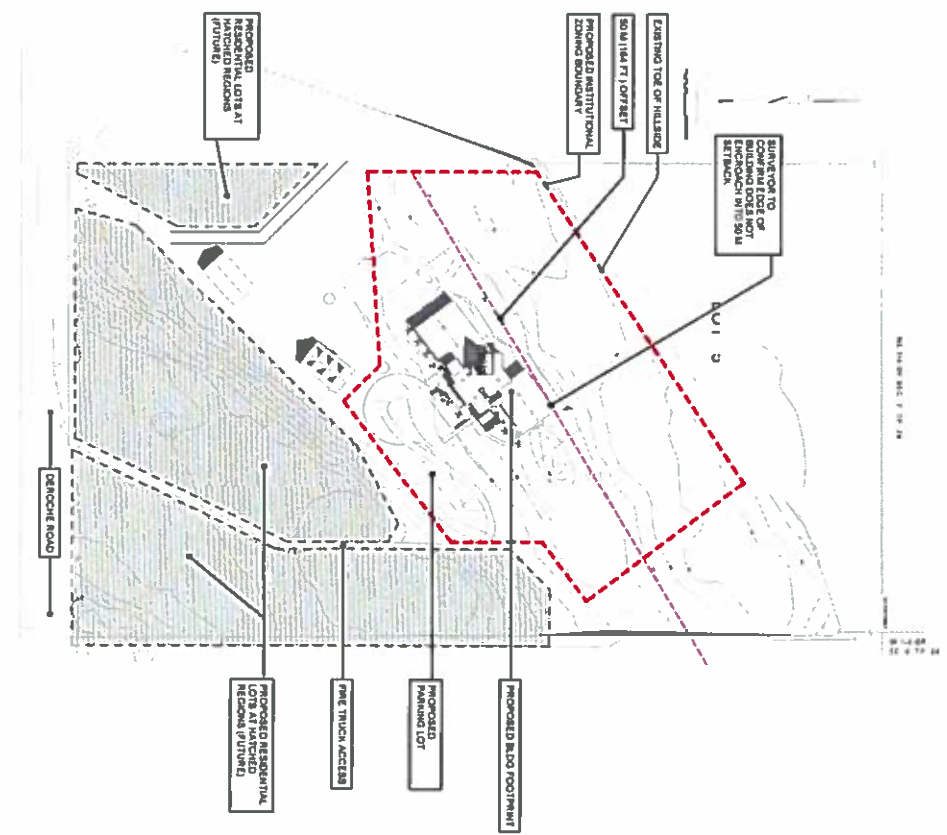 PROPOSED
RESIDENTIAL LOTS AT
HATCHED REGIONS
(FUTURE)
PROPOSED INSTITUTIONAL
ZONING BOUNDARY
50 M (164 FT) OFFSET
EXISTING TOE OF HILLSIDE
SURVEYOR TO
CONFIRM EDGE OF
BUILDING DOES NOT
ENCROACH INTO 50 M
SETBACK
DEROCHE ROAD
PROPOSED RESIDENTIAL
LOTS AT HATCHED
REGIONS (FUTURE)
FIRE TRUCK ACCESS
PROPOSED
PARKING LOT
PROPOSED BLDG FOOTPRINT